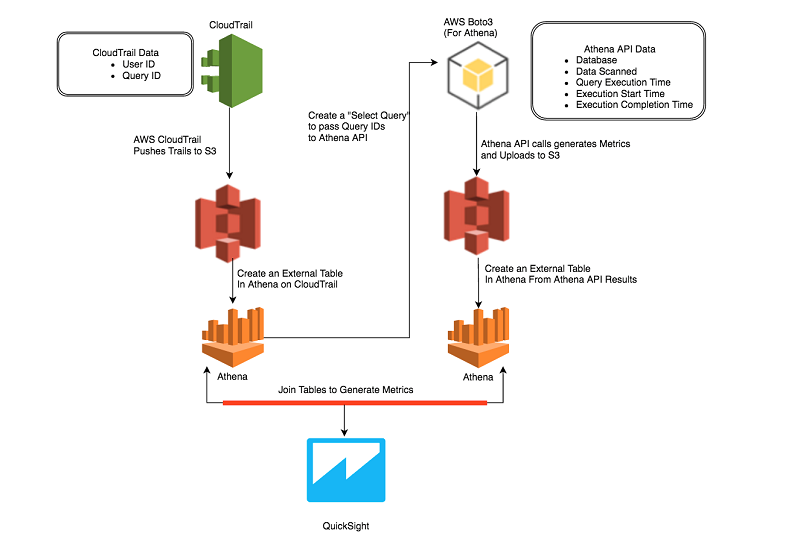 CloudTrail
CloudTrail Data
• User ID
• Query ID
AWS Boto3
(For Athena)
Athena API Data
• Database
• Data Scanned
• Query Execution Time
• Execution Start Time
• Execution Completion Time
Create a "Select Query"
to pass Query IDs
to Athena API
AWS CloudTrail
Pushes Trails to S3
Athena API calls generates Metrics
and Uploads to S3
Create an External Table
In Athena on CloudTrail
Create an External Table
In Athena From Athena API Results
Athena
Athena
Join Tables to Generate Metrics
QuickSight